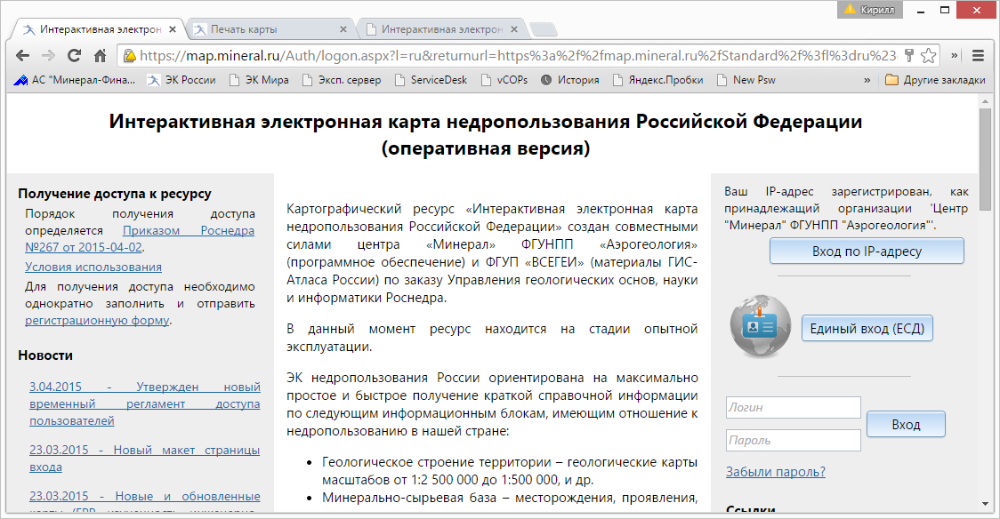 Кирилл
Интерактивная электрон
Печать карты
Интерактивная электрон
https://map.mineral.ru/Auth/logon.aspx?l=ru&returnurl=https%3a%2f%2fmap.mineral.ru%2fStandard%2f%3fl%3dru%23
АС "Минерал-Фина... ЭК России ЭК Мира Эксп. сервер ServiceDesk vCOPs История Яндекс.Пробки New Psw » Другие закладки
Интерактивная электронная карта недропользования Российской Федерации
(оперативная версия)
Получение доступа к ресурсу
Порядок получения доступа
определяется Приказом Роснедра
№267 от 2015-04-02.
Условия использования
Для получения доступа необходимо
однократно заполнить и отправить
регистрационную форму.
Новости
3.04.2015 - Утвержден новый
временный регламент доступа
пользователей
23.03.2015 - Новый макет страницы
входа
23.03.2015 - Новые и обновленные
Картографический ресурс «Интерактивная электронная карта
недропользования Российской Федерации» создан совместными
силами центра «Минерал» ФГУНПП «Аэрогеология»
(программное обеспечение) и ФГУП «ВСЕГЕИ» (материалы ГИС-
Атласа России) по заказу Управления геологических основ, науки
и информатики Роснедра.
В данный момент ресурс находится на стадии опытной
эксплуатации.
ЭК недропользования России ориентирована на максимально
простое и быстрое получение краткой справочной информации
по следующим информационным блокам, имеющим отношение к
недропользованию в нашей стране:
• Геологическое строение территории – геологические карты
масштабов от 1:2 500 000 до 1:500 000, и др.
• Минерально-сырьевая база – месторождения, проявления,
Ваш IP-адрес зарегистрирован, как
принадлежащий организации 'Центр
"Минерал" ФГУНПП "Аэрогеология"'.
Вход по IP-адресу
Единый вход (ЕСД)
Логин
Пароль
Вход
Забыли пароль?
Ссылки